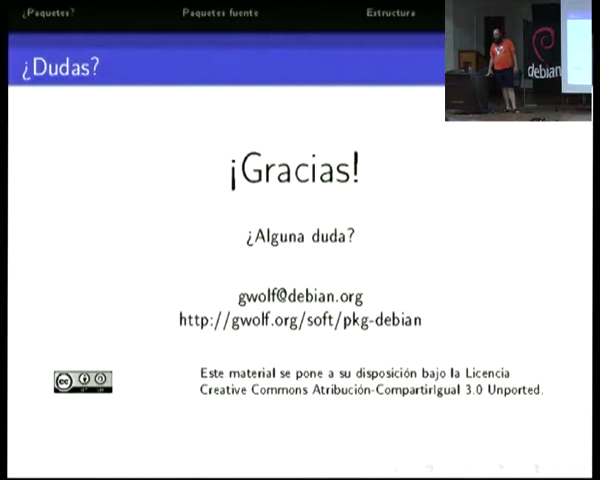 ¿Paquetes?
Paquetes fuente
Estructura
¿Dudas?
debian
¡Gracias!
¿Alguna duda?
gwolf@debian.org
http://gwolf.org/soft/pkg-debian
cc
Este material se pone a su disposición bajo la Licencia
Creative Commons Atribución-CompartirIgual 3.0 Unported.